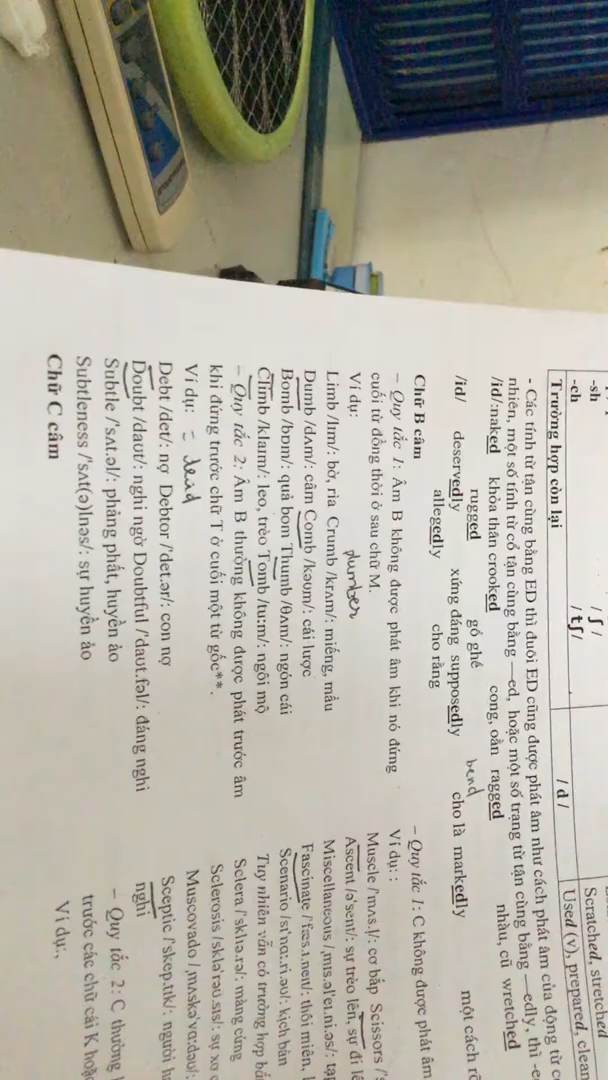 -sh / ʃ / Scratched, stretched
-ch / tʃ /
Trường hợp còn lại / d / Used (v), prepared,
- Các tính từ tận cùng bằng ED thì đuôi ED cũng được phát âm như cách phát âm của động từ
nhiên, một số tính từ cổ tận cùng bằng —ed, hoặc một số trạng từ tận cùng bằng —edly, thì
/id/:naked khỏa thân crooked cong, oằn ragged nhàu, cũ wretched
rugged gồ ghề bend
/id/ deservedly xứng đáng supposedly cho là markedly một cách
allegedly cho rằng
Chữ B câm
– Quy tắc 1: Âm B không được phát âm khi nó đứng
cuối từ đồng thời ở sau chữ M.
Ví dụ: plumber
Limb /lɪm/: bờ, rìa Crumb /krʌm/: miếng, mẩu
Dumb /dʌm/: câm Comb /kəʊm/: cái lược
Bomb /bɒm/: quả bom Thumb /θʌm/: ngón cái
Climb /klaɪm/: leo, trèo Tomb /tu:m/: ngôi mộ
– Quy tắc 2: Âm B thường không được phát trước âm
khi đứng trước chữ T ở cuối một từ gốc**.
Ví dụ:
Debt /det/: nợ Debtor /'det.ər/: con nợ
Doubt /daʊt/: nghi ngờ Doubtful /'daʊt.fəl/: đáng nghi
Subtle /'sʌt.əl/: phảng phất, huyền ảo
Subtleness /'sʌt(ə)lnəs/: sự huyền ảo
Chữ C câm
– Quy tắc 1: C không được phát âm
Ví dụ: :
Muscle /'mʌs.l̩/: cơ bắp Scissors
Ascent /ə'sent/: sự trèo lên, sự đi
Miscellaneous /ˌmɪs.əl'eɪ.ni.əs/:
Fascinate /'fæs.ɪ.neɪt/: thôi miên,
Scenario /sɪ'nɑ:.ri.əʊ/: kịch bản
Tuy nhiên vẫn có trường hợp
Sclera /'sklɪə.rə/: màng cứng
Sclerosis /sklə'rəʊ.sɪs/: sự xơ
Muscovado /ˌmʌskə'vɑ:dəʊ/:
Sceptic /'skep.tɪk/: người
nghi
– Quy tắc 2: C thường
trước các chữ cái K hoặc
Ví dụ:.